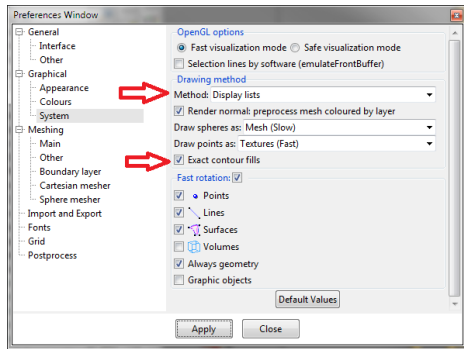 Preferences Window
General
Interface
Other
Graphical
Appearance
Colours
System
Meshing
Main
Other
Boundary layer
Cartesian mesher
Sphere mesher
Import and Export
Fonts
Grid
Postprocess
OpenGL options
Fast visualization mode Safe visualization mode
Selection lines by software (emulateFrontBuffer)
Drawing method
Method: Display lists
Render normal: preprocess mesh coloured by layer
Draw spheres as: Mesh (Slow)
Draw points as: Textures (Fast)
Exact contour fills
Fast rotation:
Points
Lines
Surfaces
Volumes
Always geometry
Graphic objects
Default Values
Apply Close